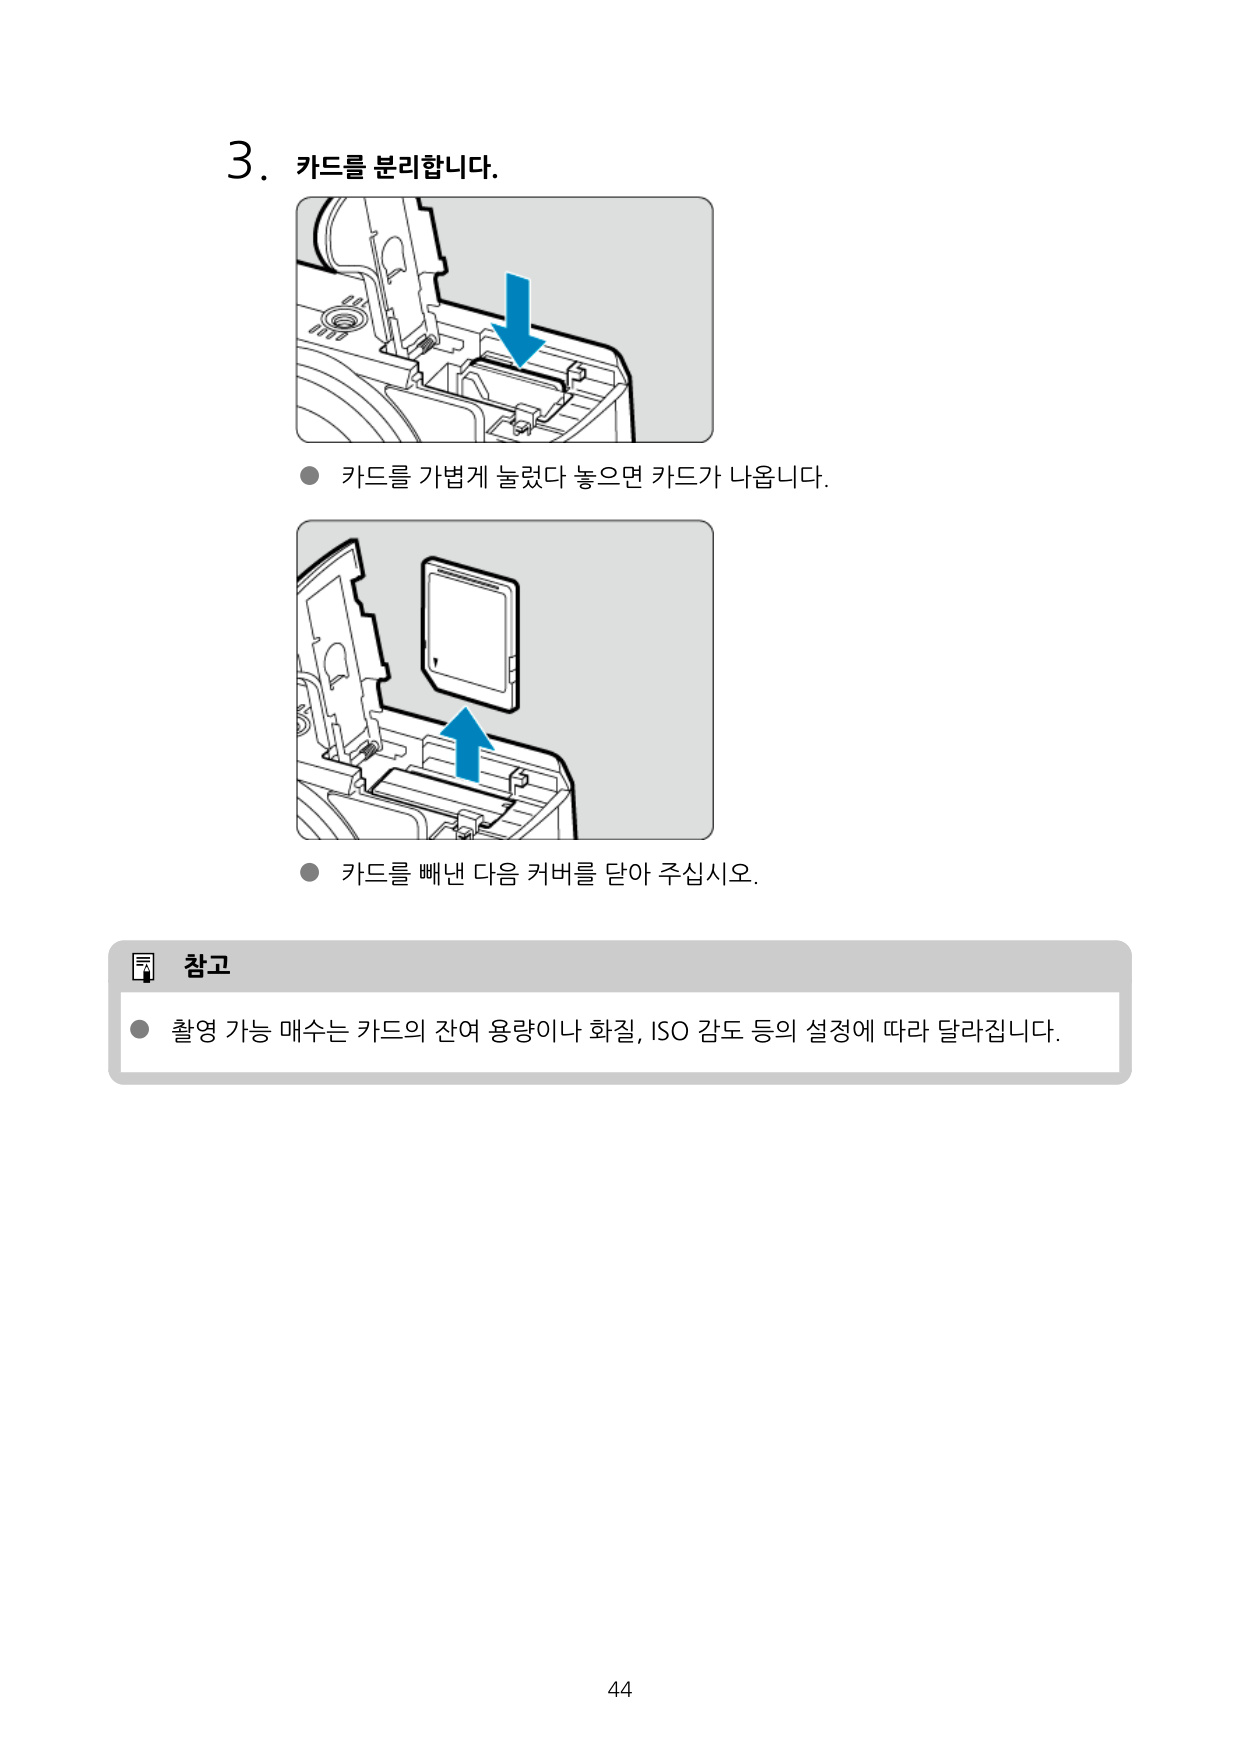 3. 카드를 분리합니다.
● 카드를 가볍게 눌렀다 놓으면 카드가 나옵니다.
● 카드를 빼낸 다음 커버를 닫아 주십시오.
참고
● 촬영 가능 매수는 카드의 잔여 용량이나 화질, ISO 감도 등의 설정에 따라 달라집니다.
44